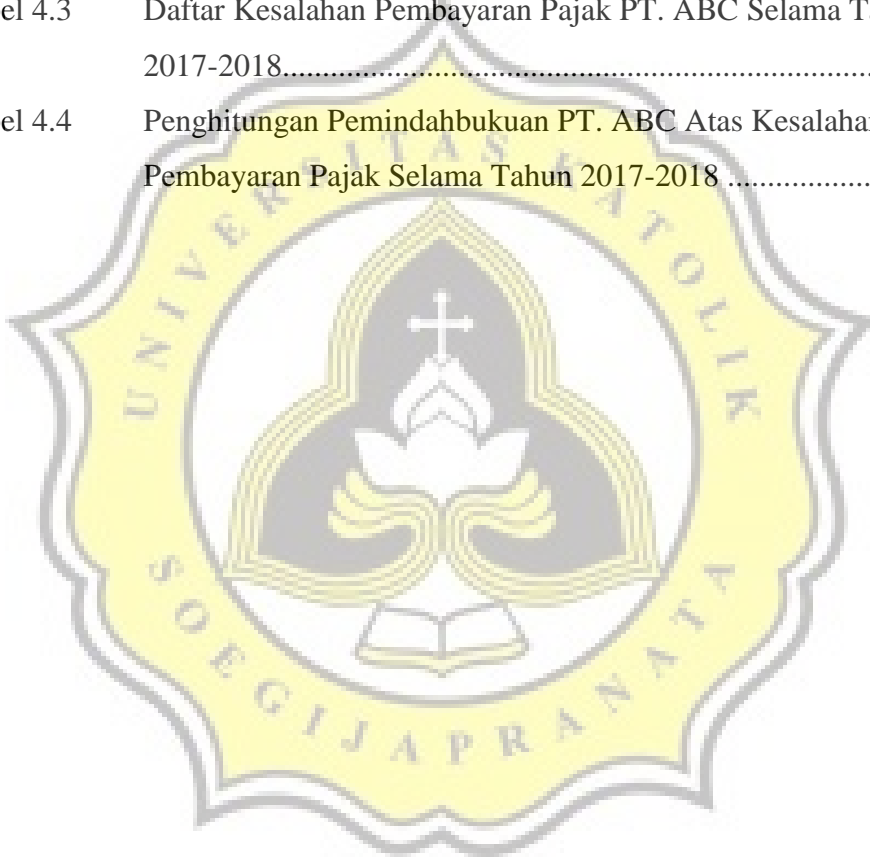 el 4.3 Daftar Kesalahan Pembayaran Pajak PT. ABC Selama Ta
2017-2018......................................................................................
el 4.4 Penghitungan Pemindahbukuan PT. ABC Atas Kesalahan
Pembayaran Pajak Selama Tahun 2017-2018 ....................
UNIVERSITAS KATOLIK
SOEGIJAPRANATA